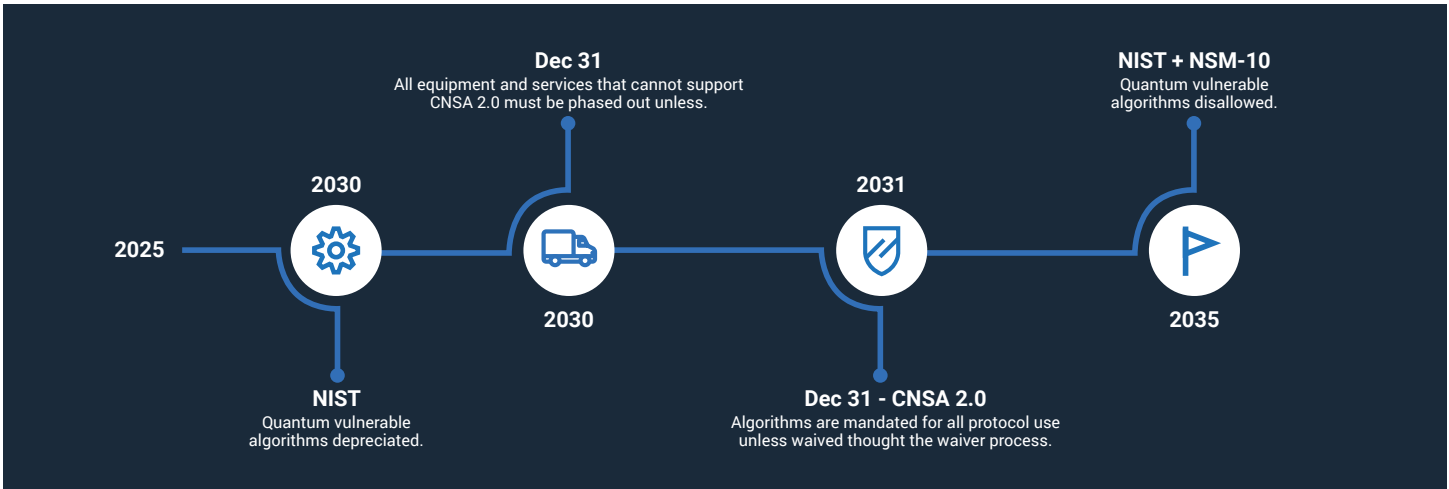 2025
2030
NIST
Quantum vulnerable
algorithms depreciated.
Dec 31
All equipment and services that cannot support
CNSA 2.0 must be phased out unless.
2030
2031
Dec 31 - CNSA 2.0
Algorithms are mandated for all protocol use
unless waived thought the waiver process.
NIST + NSM-10
Quantum vulnerable
algorithms disallowed.
2035